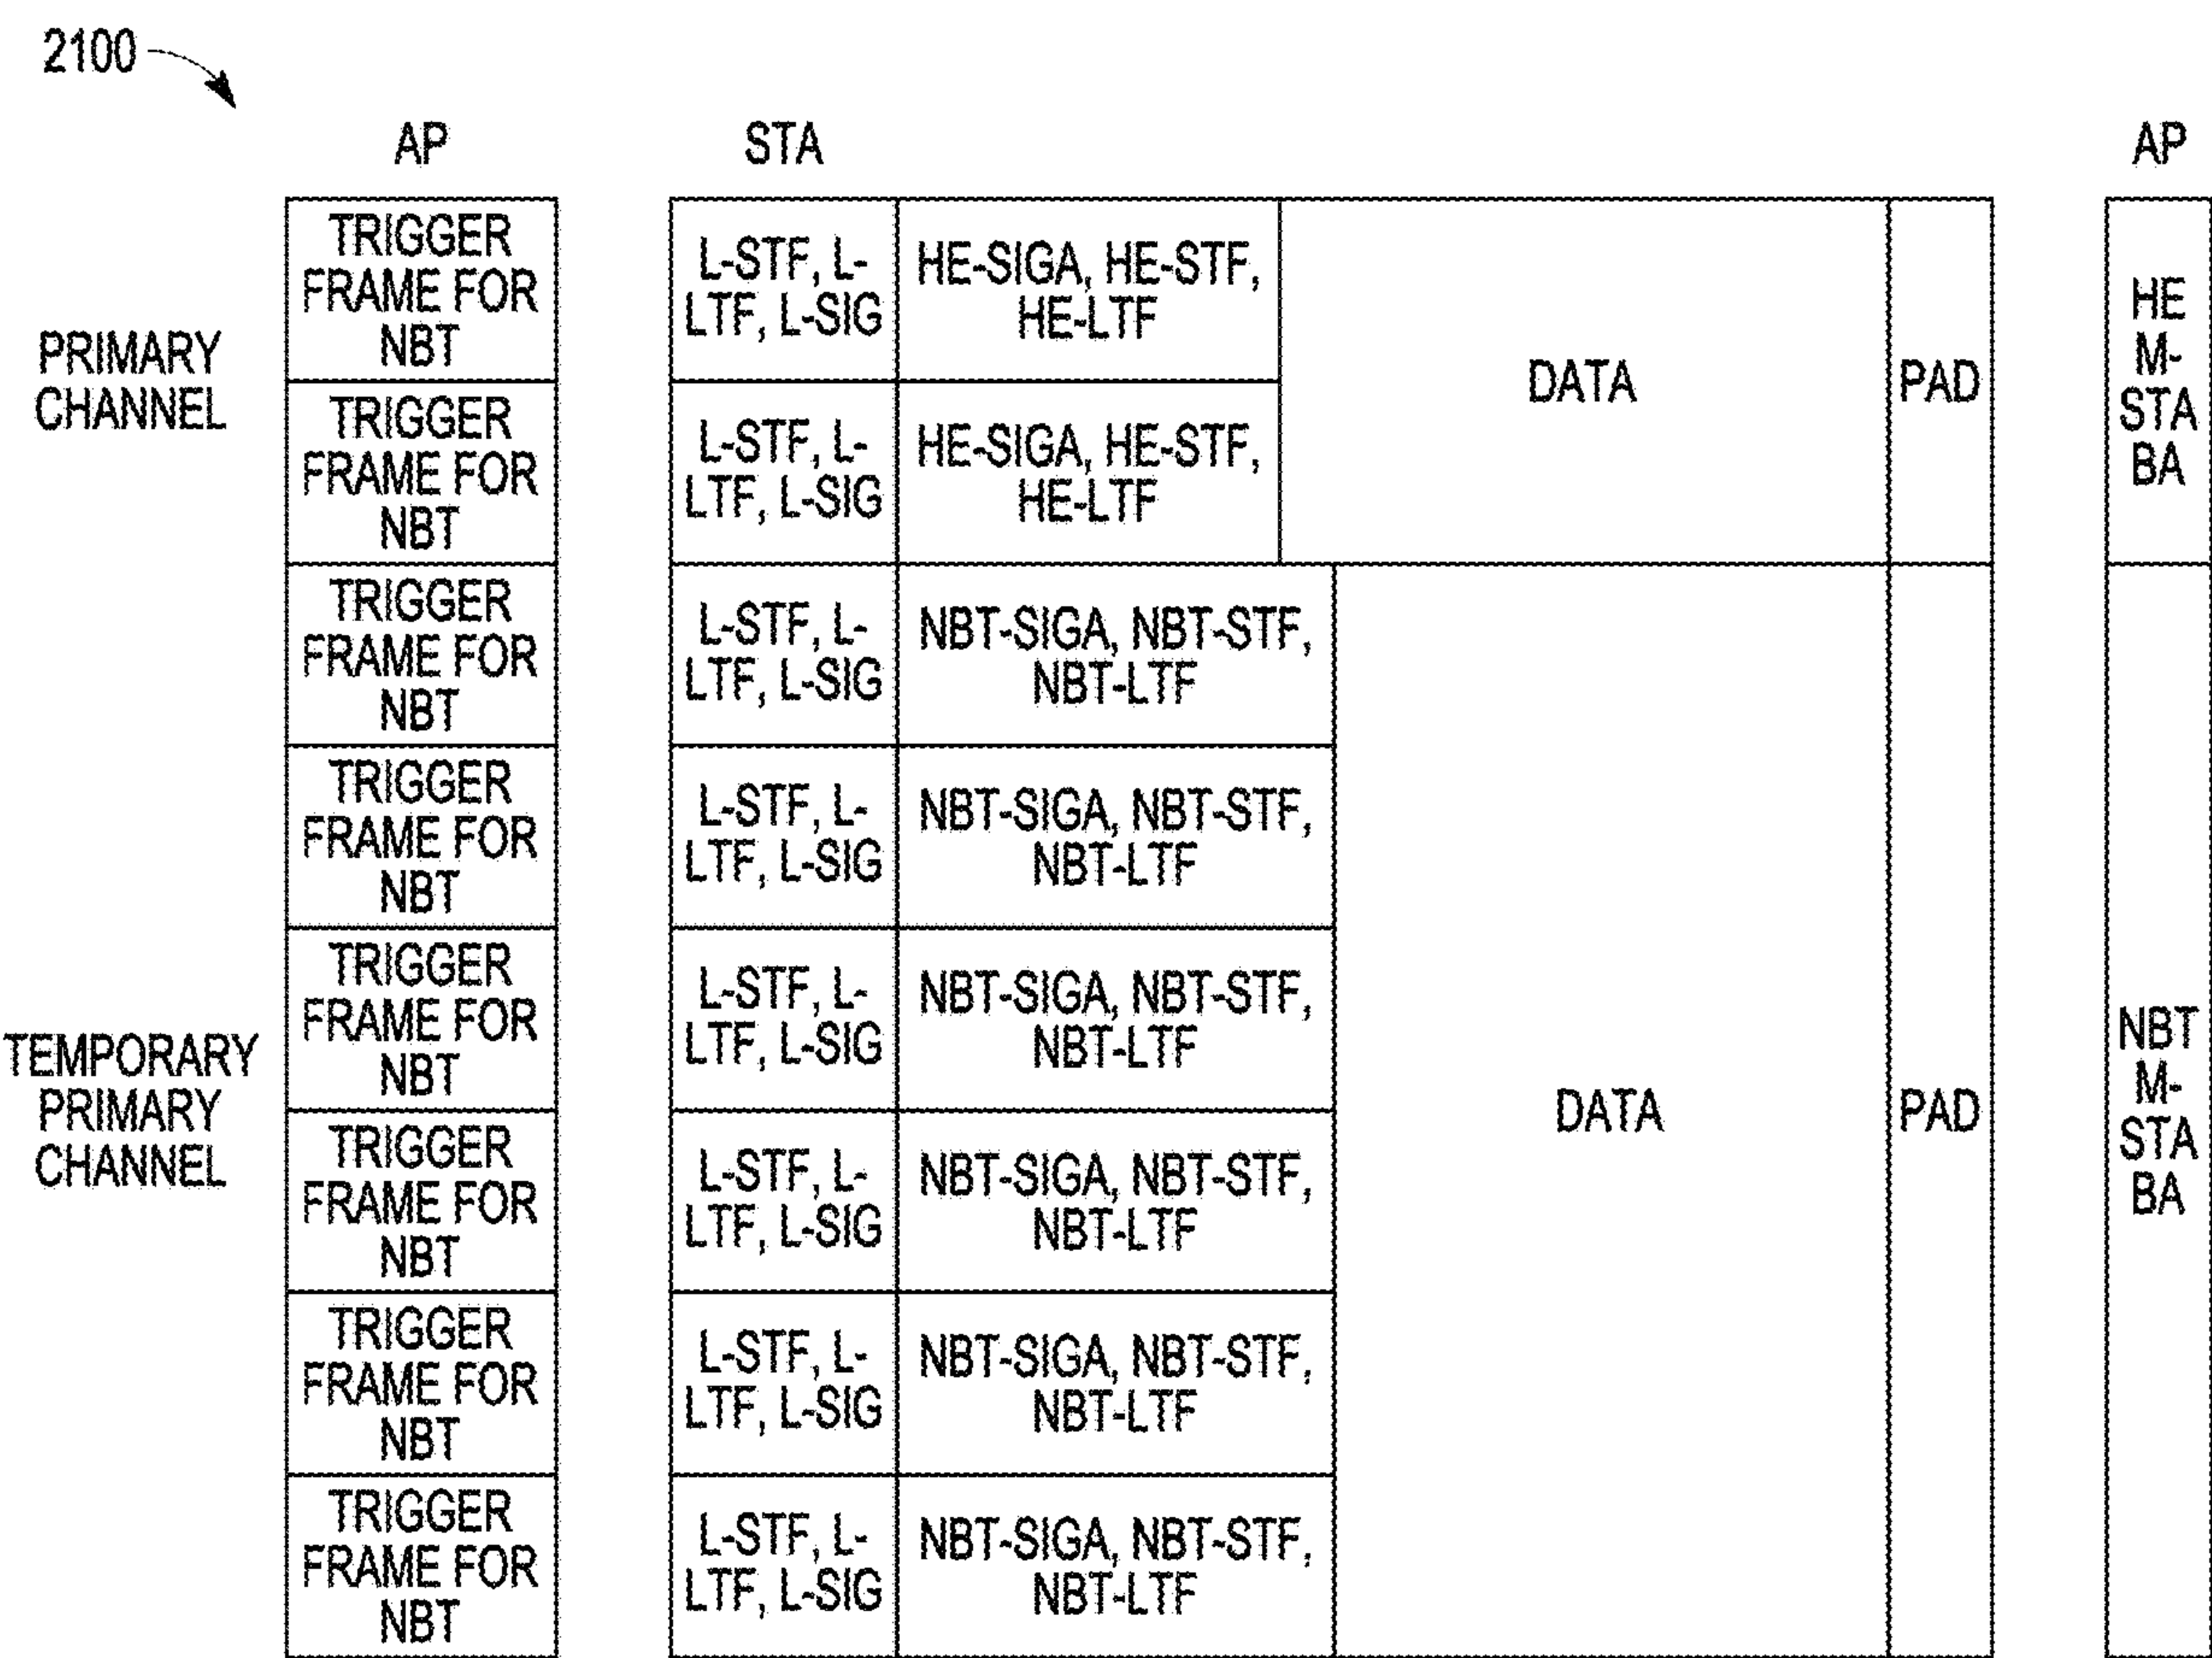 2100
AP
STA
AP
PRIMARY
CHANNEL
TRIGGER
FRAME FOR
NBT
L-STF, L-
LTF, L-SIG
HE-SIGA, HE-STF,
HE-LTF
TRIGGER
FRAME FOR
NBT
L-STF, L-
LTF, L-SIG
HE-SIGA, HE-STF,
HE-LTF
DATA
PAD
HE
M-
STA
BA
TEMPORARY
PRIMARY
CHANNEL
TRIGGER
FRAME FOR
NBT
L-STF, L-
LTF, L-SIG
NBT-SIGA, NBT-STF,
NBT-LTF
TRIGGER
FRAME FOR
NBT
L-STF, L-
LTF, L-SIG
NBT-SIGA, NBT-STF,
NBT-LTF
TRIGGER
FRAME FOR
NBT
L-STF, L-
LTF, L-SIG
NBT-SIGA, NBT-STF,
NBT-LTF
TRIGGER
FRAME FOR
NBT
L-STF, L-
LTF, L-SIG
NBT-SIGA, NBT-STF,
NBT-LTF
TRIGGER
FRAME FOR
NBT
L-STF, L-
LTF, L-SIG
NBT-SIGA, NBT-STF,
NBT-LTF
TRIGGER
FRAME FOR
NBT
L-STF, L-
LTF, L-SIG
NBT-SIGA, NBT-STF,
NBT-LTF
DATA
PAD
NBT
M-
STA
BA